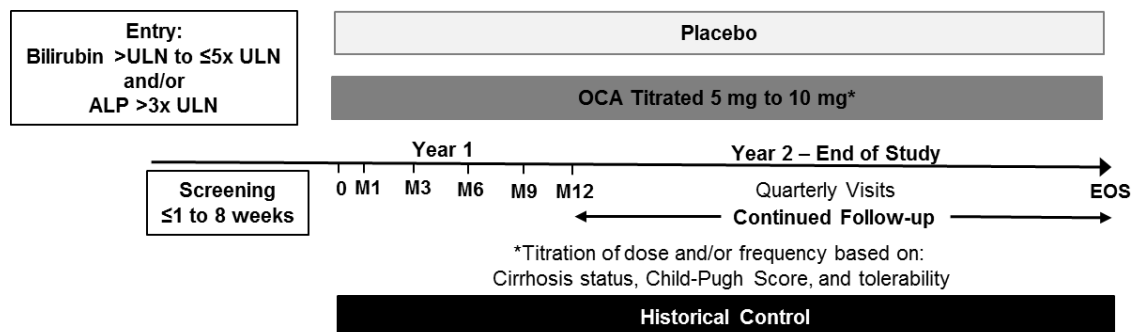 Entry:
Bilirubin >ULN to ≤5x ULN
and/or
ALP >3x ULN
Placebo
OCA Titrated 5 mg to 10 mg*
Year 1
Year 2 – End of Study
Screening
≤1 to 8 weeks
0 M1 M3 M6 M9 M12
Quarterly Visits
EOS
Continued Follow-up
*Titration of dose and/or frequency based on:
Cirrhosis status, Child-Pugh Score, and tolerability
Historical Control